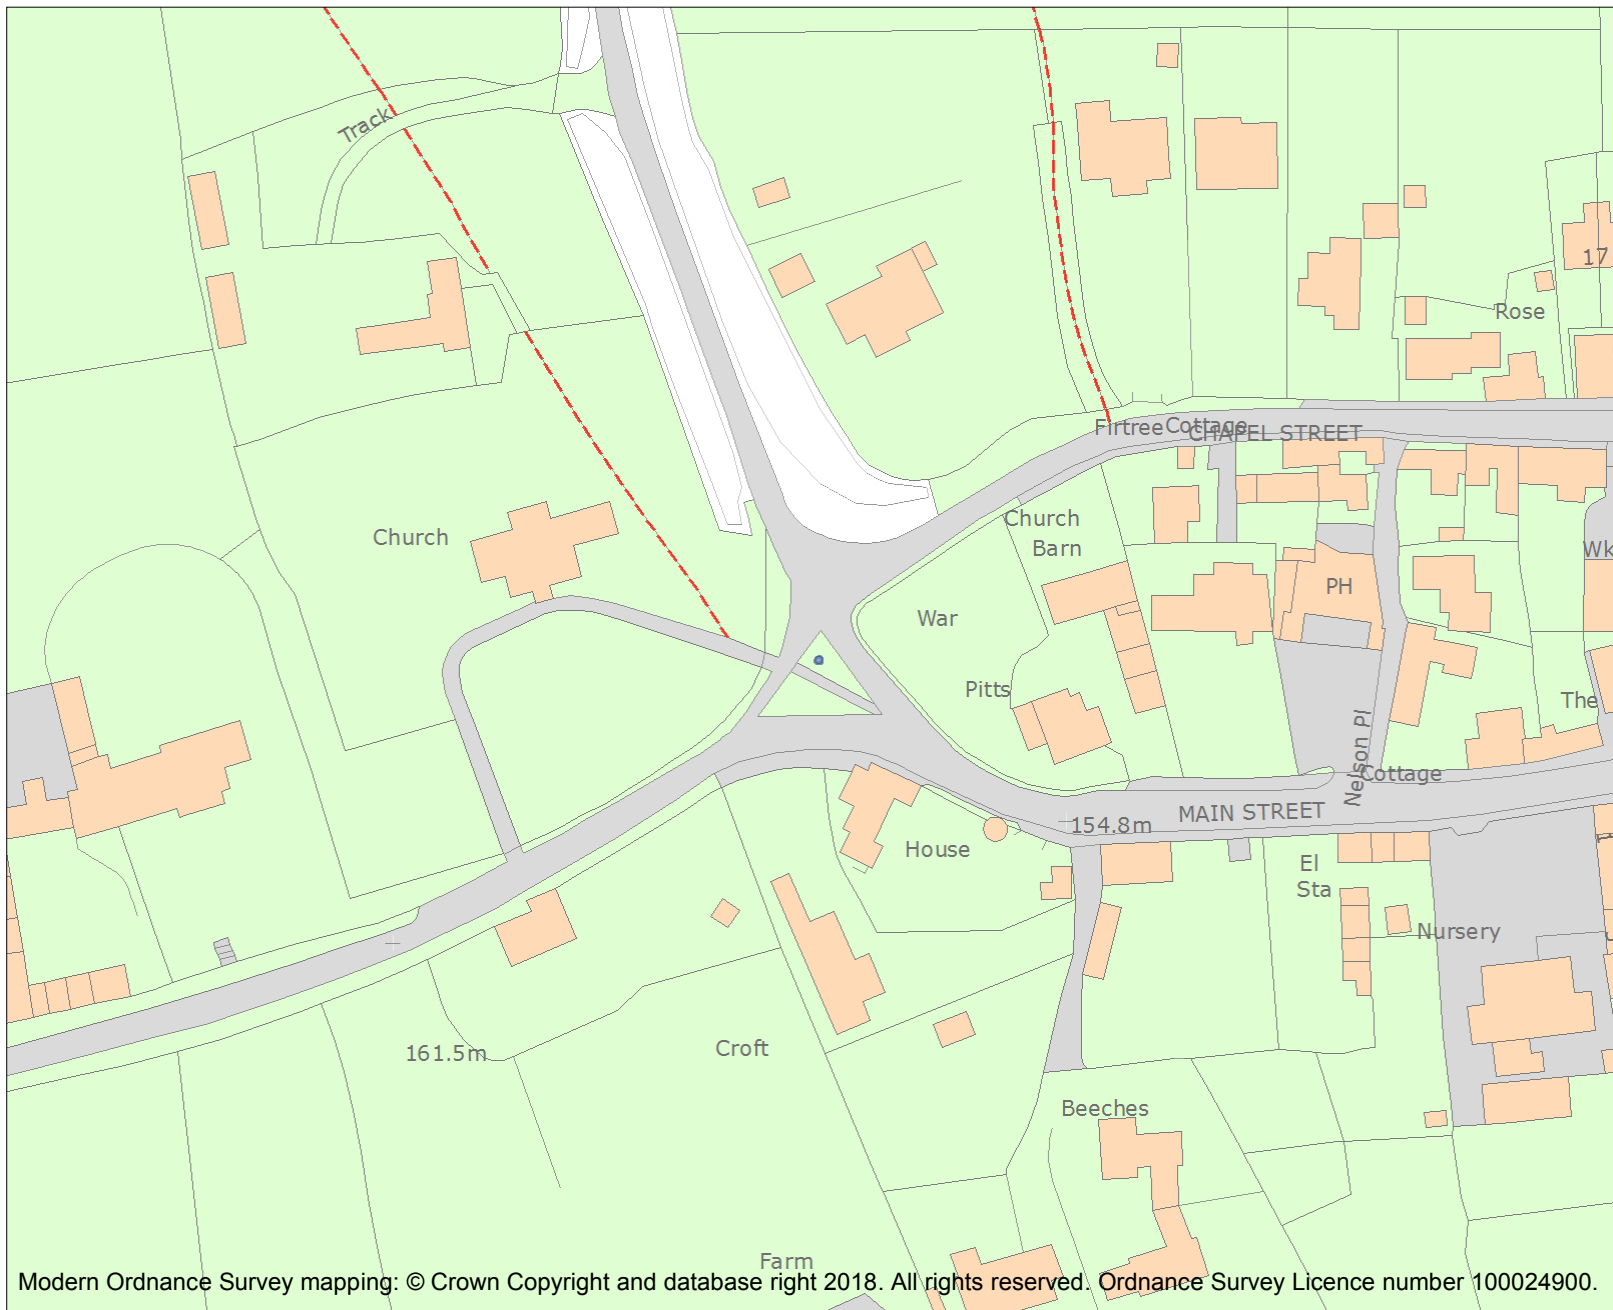 Track
17
Rose
Firtree Cottage
CHAPEL STREET
Church
Church
Barn
Wk
PH
War
Pitts
The
Nelson Pl
Cottage
MAIN STREET
154.8m
House
El
Sta
Nursery
161.5m
Croft
Beeches
Farm
Modern Ordnance Survey mapping: © Crown Copyright and database right 2018. All rights reserved. Ordnance Survey Licence number 100024900.